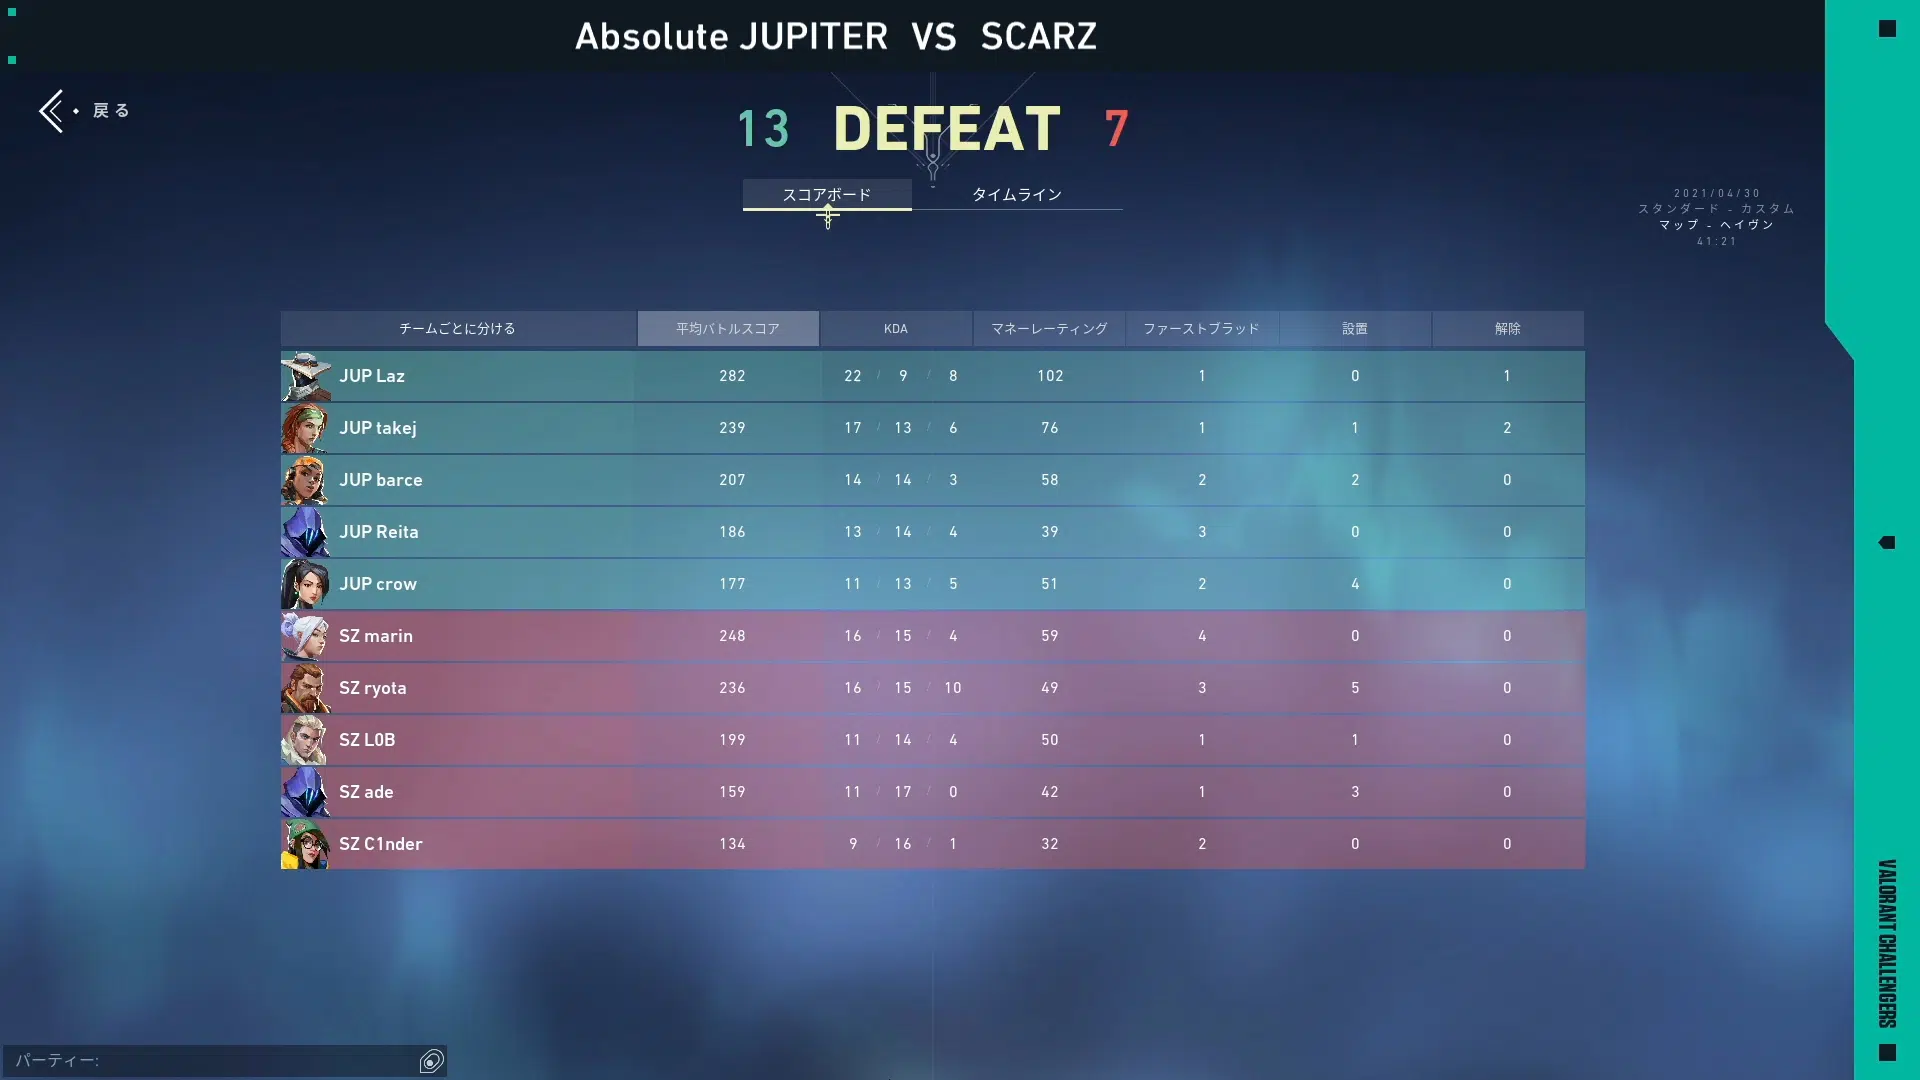 Absolute JUPITER VS SCARZ
戻る
13 DEFEAT 7
スコアボード タイムライン
2021/04/30
スタンダード - カスタム
マップ - ヘイヴン
41:21
チームごとに分ける 平均バトルスコア KDA マネーレーティング ファーストブラッド 設置 解除
JUP Laz 282 22 / 9 / 8 102 1 0 1
JUP takej 239 17 / 13 / 6 76 1 1 2
JUP barce 207 14 / 14 / 3 58 2 2 0
JUP Reita 186 13 / 14 / 4 39 3 0 0
JUP crow 177 11 / 13 / 5 51 2 4 0
SZ marin 248 16 / 15 / 4 59 4 0 0
SZ ryota 236 16 / 15 / 10 49 3 5 0
SZ L0B 199 11 / 14 / 4 50 1 1 0
SZ ade 159 11 / 17 / 0 42 1 3 0
SZ C1nder 134 9 / 16 / 1 32 2 0 0
VALORANT CHALLENGERS
パーティー: